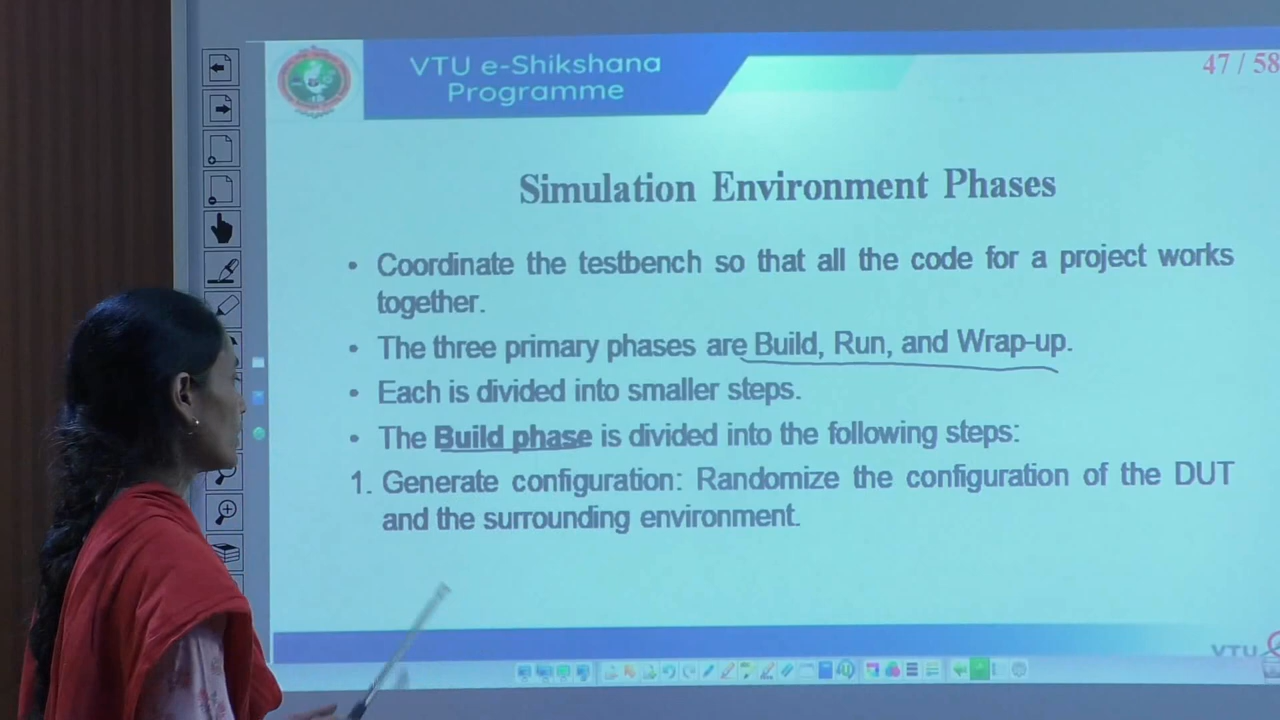 VTU e-Shikshana
Programme
47 / 58
Simulation Environment Phases
• Coordinate the testbench so that all the code for a project works
together.
• The three primary phases are Build, Run, and Wrap-up.
• Each is divided into smaller steps.
• The Build phase is divided into the following steps:
1. Generate configuration: Randomize the configuration of the DUT
and the surrounding environment.
VTU